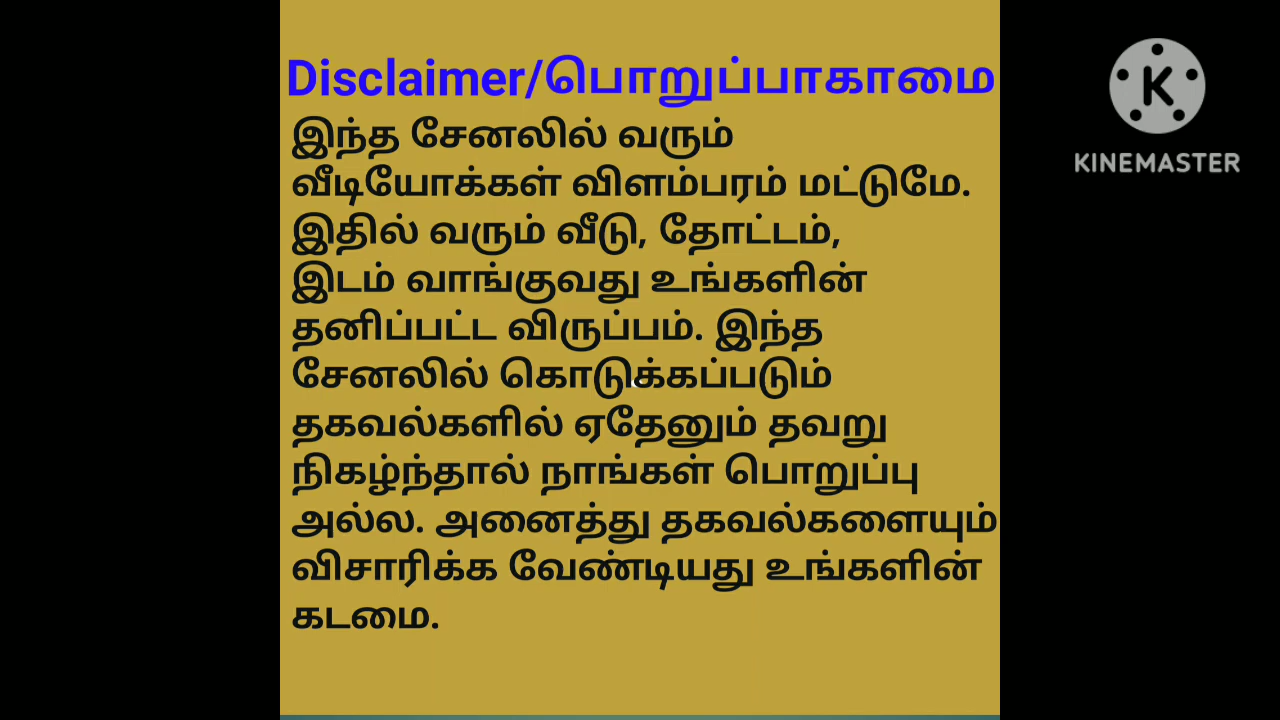 Disclaimer/பொறுப்பாகாமை
இந்த சேனலில் வரும்
வீடியோக்கள் விளம்பரம் மட்டுமே.
இதில் வரும் வீடு, தோட்டம்,
இடம் வாங்குவது உங்களின்
தனிப்பட்ட விருப்பம். இந்த
சேனலில் கொடுக்கப்படும்
தகவல்களில் ஏதேனும் தவறு
நிகழ்ந்தால் நாங்கள் பொறுப்பு
அல்ல. அனைத்து தகவல்களையும்
விசாரிக்க வேண்டியது உங்களின்
கடமை.
K
KINEMASTER